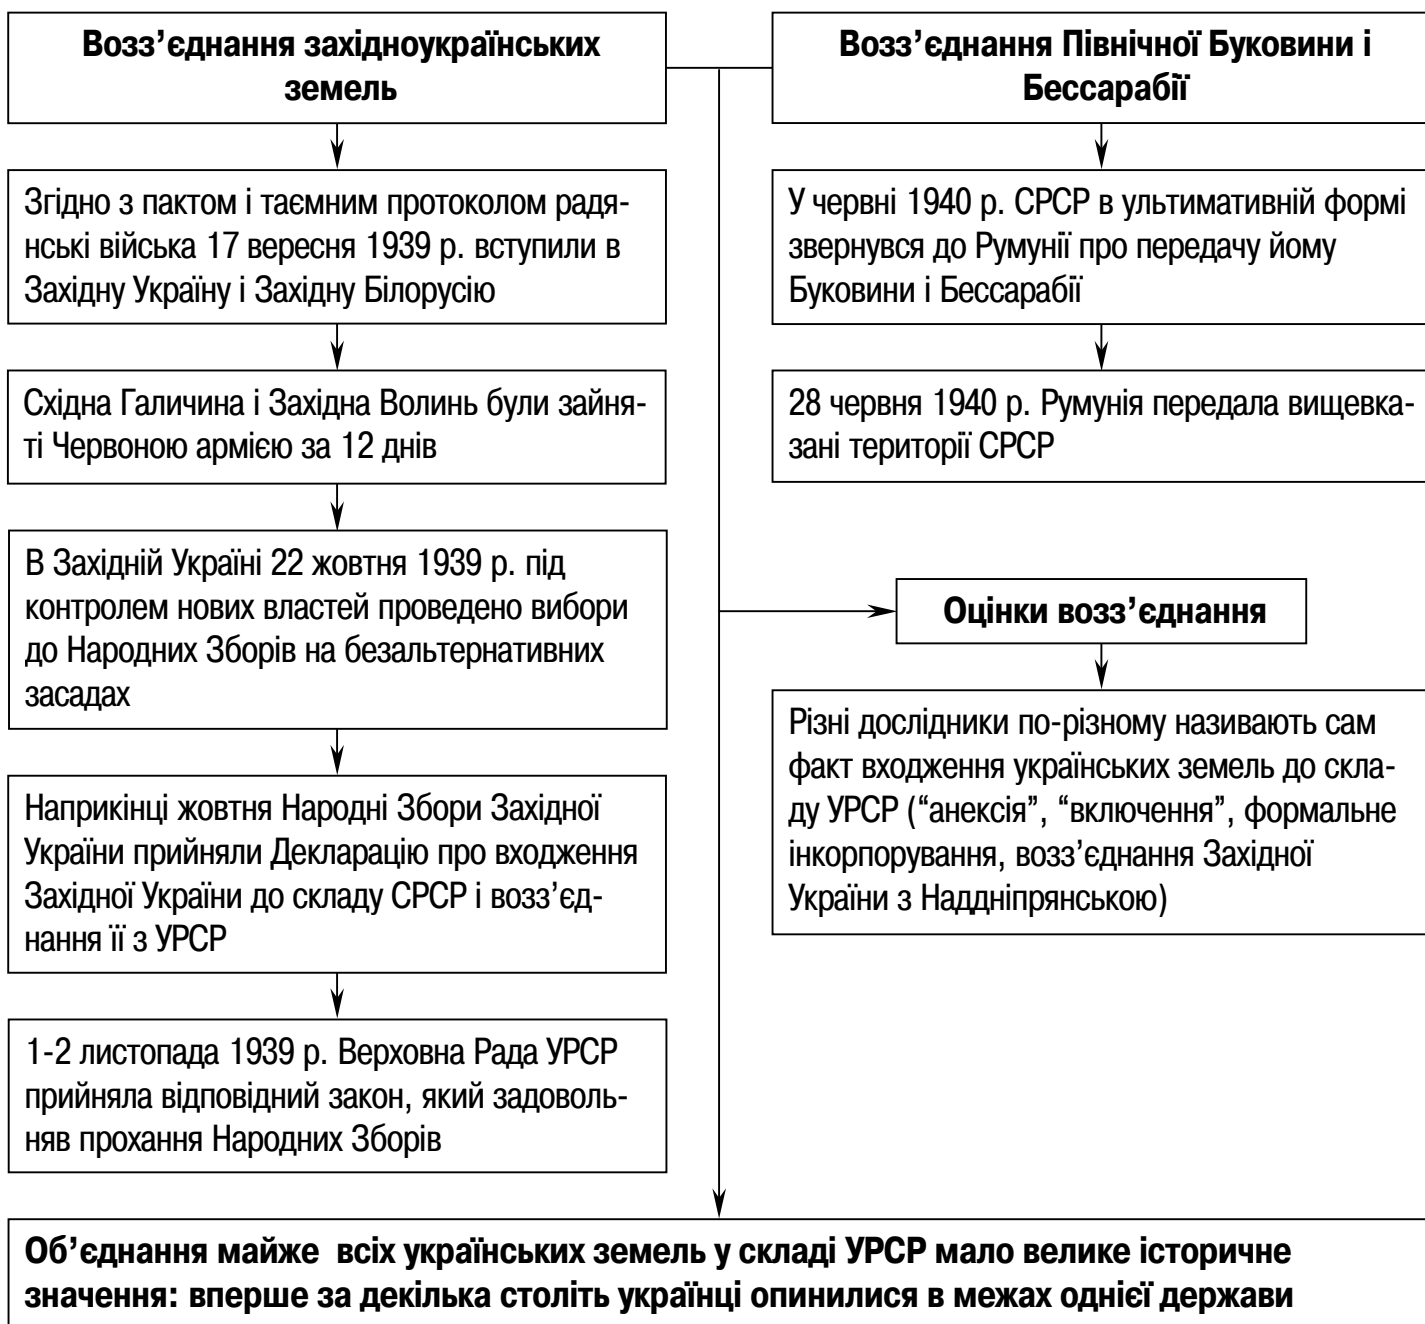 Возз’єднання західноукраїнських
земель
Згідно з пактом і таємним протоколом радя-
нські війська 17 вересня 1939 р. вступили в
Західну Україну і Західну Білорусію
Східна Галичина і Західна Волинь були зайня-
ті Червоною армією за 12 днів
В Західній Україні 22 жовтня 1939 р. під
контролем нових властей проведено вибори
до Народних Зборів на безальтернативних
засадах
Наприкінці жовтня Народні Збори Західної
України прийняли Декларацію про входження
Західної України до складу СРСР і возз’єд-
нання її з УРСР
1-2 листопада 1939 р. Верховна Рада УРСР
прийняла відповідний закон, який задоволь-
няв прохання Народних Зборів
Возз’єднання Північної Буковини і
Бессарабії
У червні 1940 р. СРСР в ультимативній формі
звернувся до Румунії про передачу йому
Буковини і Бессарабії
28 червня 1940 р. Румунія передала вищевка-
зані території СРСР
Оцінки возз’єднання
Різні дослідники по-різному називають сам
факт входження українських земель до скла-
ду УРСР (“анексія”, “включення”, формальне
інкорпорування, возз’єднання Західної
України з Наддніпрянською)
Об’єднання майже всіх українських земель у складі УРСР мало велике історичне
значення: вперше за декілька століть українці опинилися в межах однієї держави